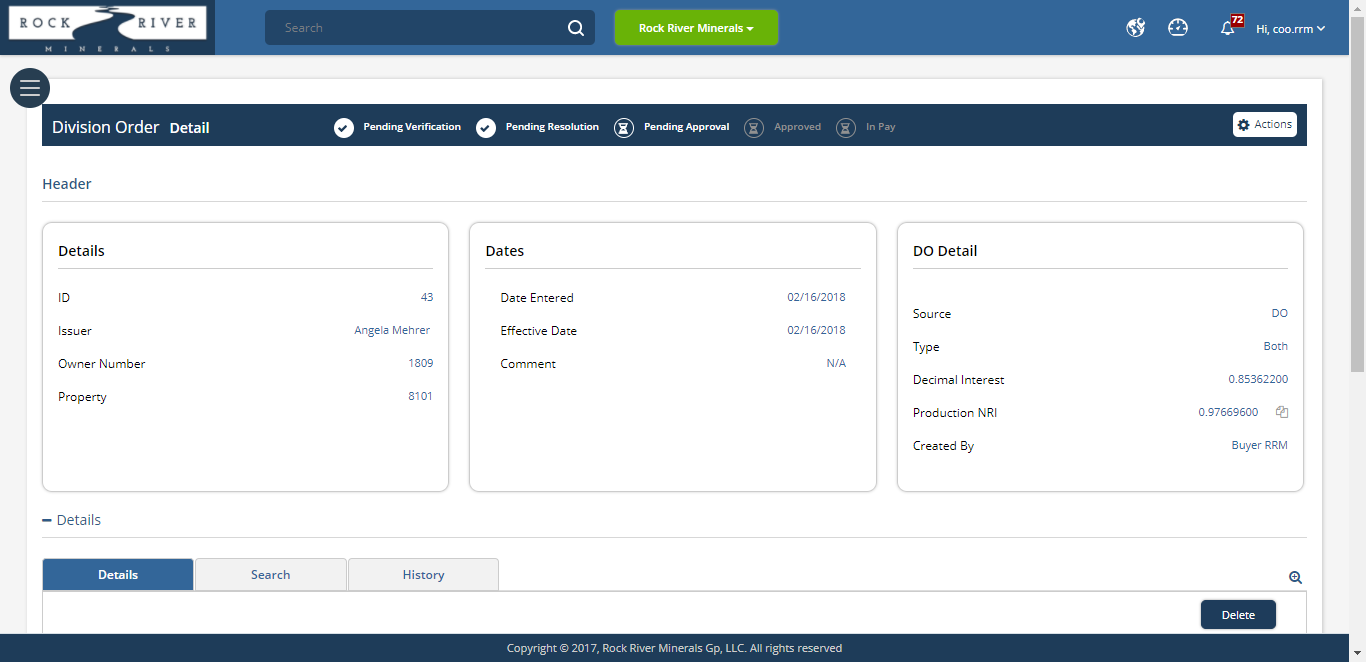 ROCK RIVER
MINERALS
Search
Rock River Minerals
72
Hi, coo.rrm
Division Order Detail
Pending Verification
Pending Resolution
Pending Approval
Approved
In Pay
Actions
Header
Details
ID 43
Issuer Angela Mehrer
Owner Number 1809
Property 8101
Dates
Date Entered 02/16/2018
Effective Date 02/16/2018
Comment N/A
DO Detail
Source DO
Type Both
Decimal Interest 0.85362200
Production NRI 0.97669600
Created By Buyer RRM
Details
Details Search History
Delete
Copyright © 2017, Rock River Minerals Gp, LLC. All rights reserved